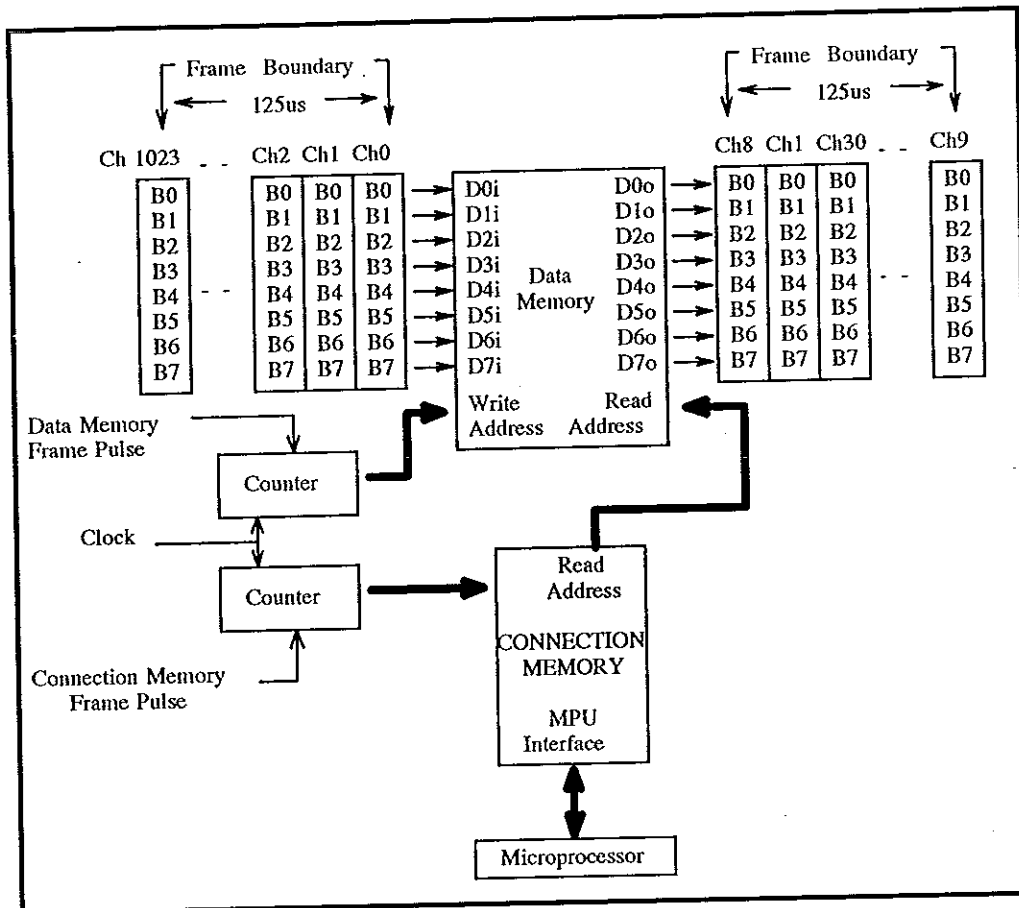 Frame Boundary
125us
Frame Boundary
125us
Ch 1023 - - Ch2 Ch1 Ch0
Ch8 Ch1 Ch30 - - Ch9
B0 B0 B0 B0 D0i D0o B0 B0 B0 B0
B1 B1 B1 B1 D1i D1o B1 B1 B1 B1
B2 B2 B2 B2 D2i D2o B2 B2 B2 B2
B3 B3 B3 B3 D3i D3o B3 B3 B3 B3
B4 - - B4 B4 B4 D4i D4o B4 B4 B4 - - B4
B5 B5 B5 B5 D5i D5o B5 B5 B5 B5
B6 B6 B6 B6 D6i D6o B6 B6 B6 B6
B7 B7 B7 B7 D7i D7o B7 B7 B7 B7
Data
Memory
Write
Address
Read
Address
Data Memory
Frame Pulse
Counter
Clock
Counter
Connection Memory
Frame Pulse
Read
Address
CONNECTION
MEMORY
MPU
Interface
Microprocessor